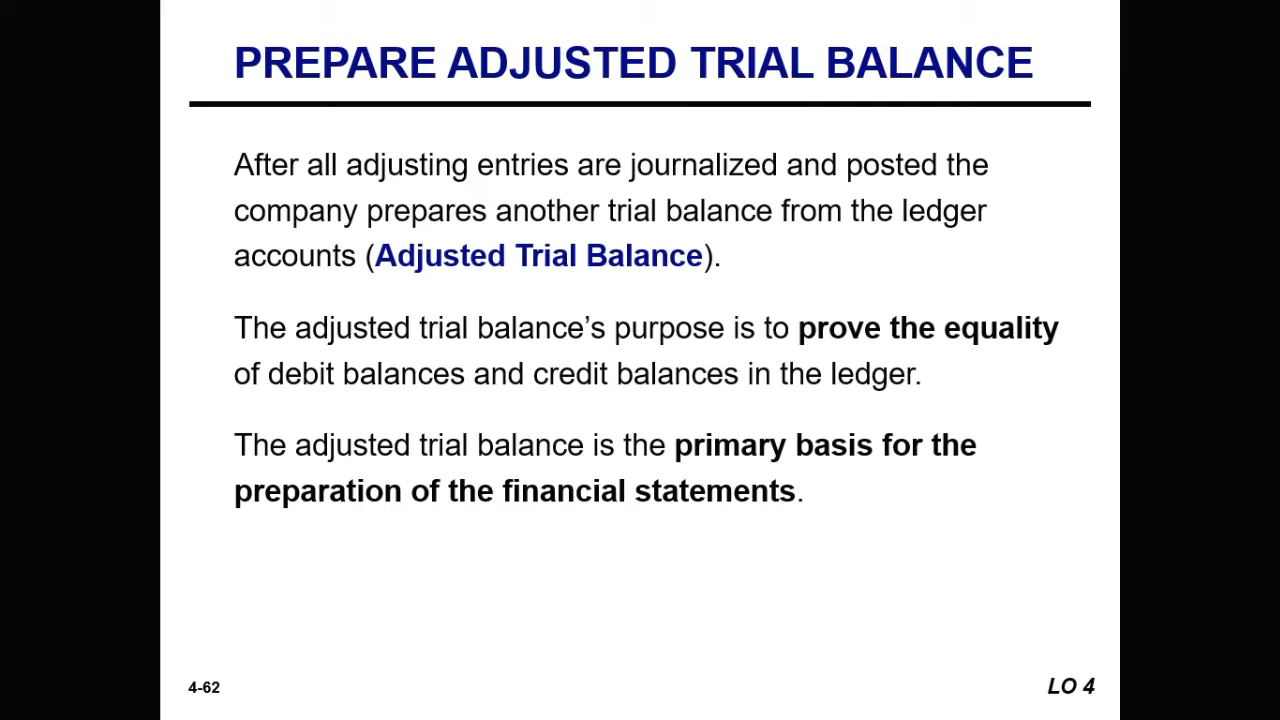 PREPARE ADJUSTED TRIAL BALANCE
After all adjusting entries are journalized and posted the
company prepares another trial balance from the ledger
accounts (Adjusted Trial Balance).
The adjusted trial balance’s purpose is to prove the equality
of debit balances and credit balances in the ledger.
The adjusted trial balance is the primary basis for the
preparation of the financial statements.
4-62
LO 4